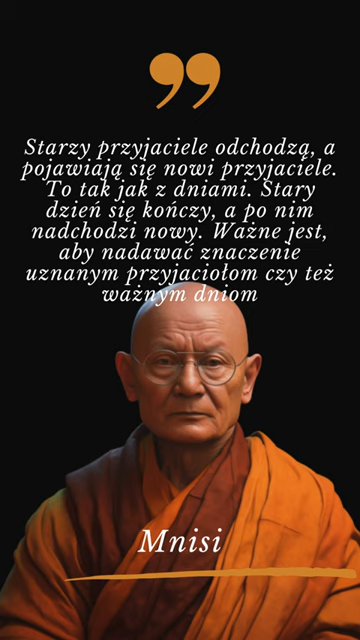 Starzy przyjaciele odchodzą, a
pojawiają się nowi przyjaciele.
To tak jak z dniami. Stary
dzień się kończy, a po nim
nadchodzi nowy. Ważne jest,
aby nadawać znaczenie
uznanym przyjaciołom czy też
ważnym dniom
Mnisi